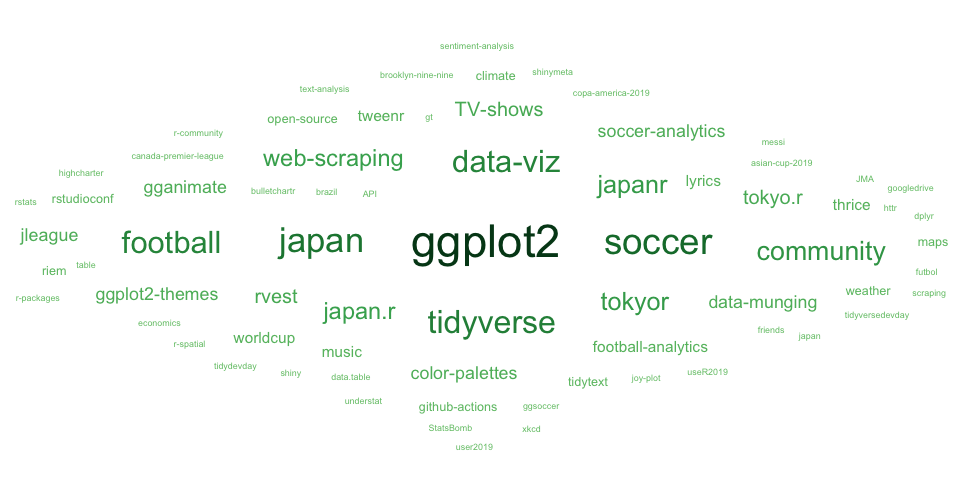 sentiment-analysis
brooklyn-nine-nine climate shinymeta
text-analysis copa-america-2019
open-source tweenr gt TV-shows
r-community soccer-analytics
messi
canada-premier-league web-scraping data-viz asian-cup-2019
highcharter gganimate bulletchartr brazil API japanr lyrics JMA googledrive
rstats rstudioconf tokyo.r thrice httr dplyr
jleague football japan ggplot2 soccer community maps
riem table futbol
r-packages ggplot2-themes rvest tokyor data-munging weather scraping
japan.r tidyverse tidyversedevday
economics friends japan
r-spatial worldcup music football-analytics
tidydevday shiny data.table color-palettes tidytext joy-plot useR2019
understat github-actions ggsoccer
StatsBomb xkcd
user2019